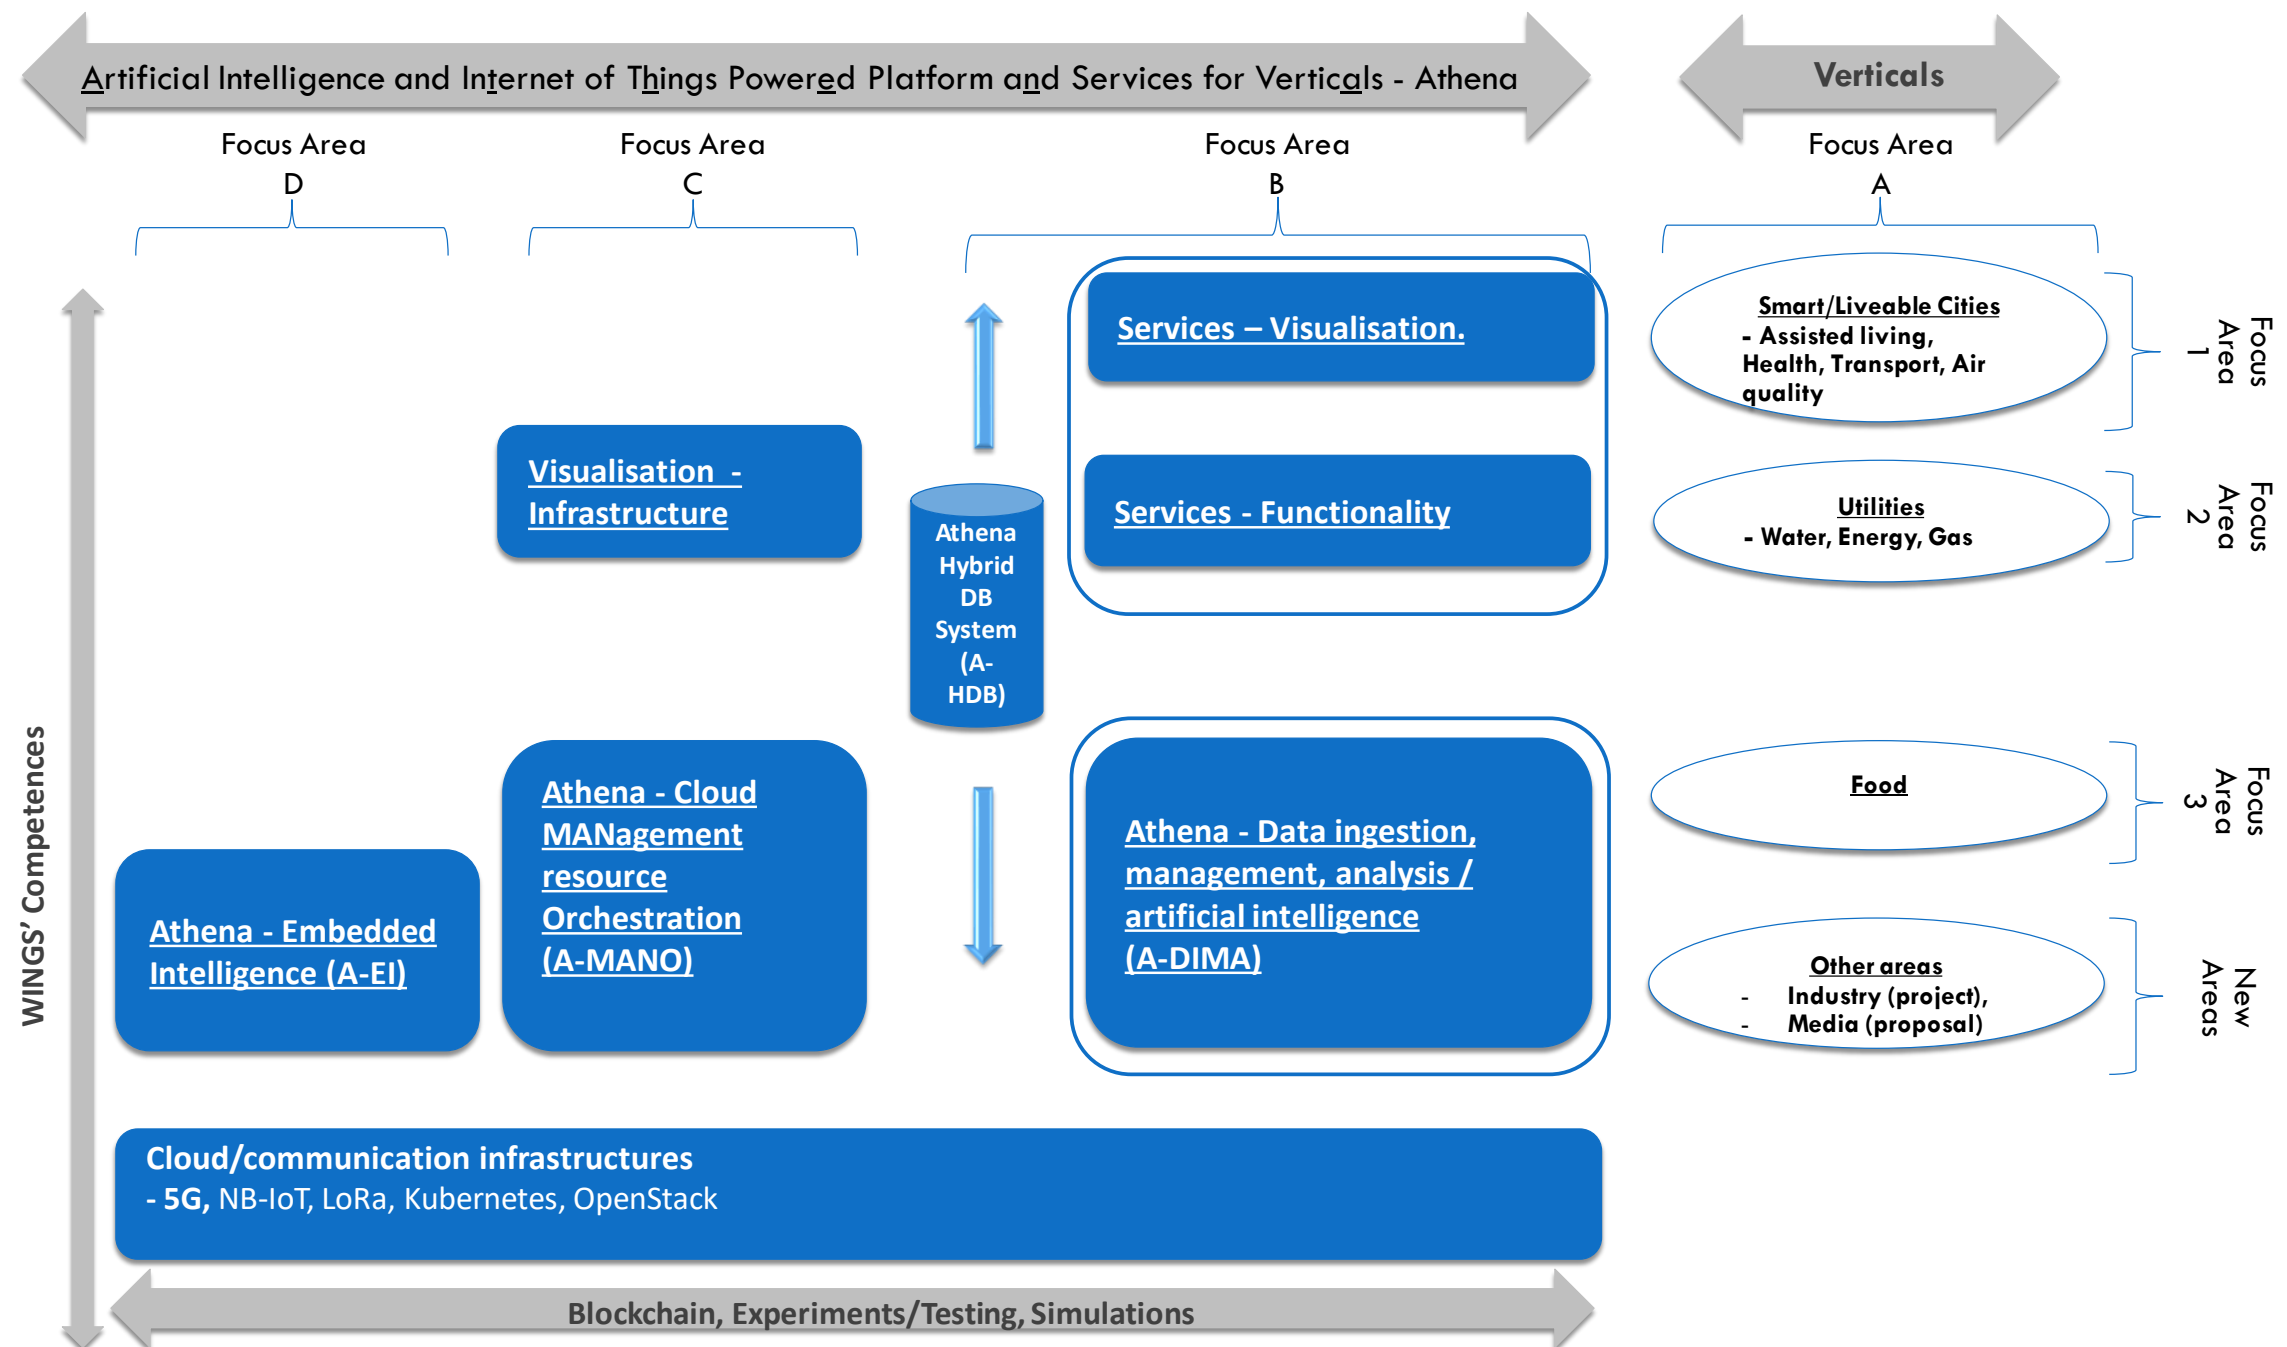 Artificial Intelligence and Internet of Things Powered Platform and Services for Verticals - Athena
Verticals
Focus Area
D
Focus Area
C
Focus Area
B
Focus Area
A
Services – Visualisation.
Smart/Liveable Cities
- Assisted living,
Health, Transport, Air
quality
Focus
Area
1
Visualisation -
Infrastructure
Athena
Hybrid
DB
System
(A-
HDB)
Services - Functionality
Utilities
- Water, Energy, Gas
Focus
Area
2
WINGS’ Competences
Athena - Embedded
Intelligence (A-EI)
Athena - Cloud
MANagement
resource
Orchestration
(A-MANO)
Athena - Data ingestion,
management, analysis /
artificial intelligence
(A-DIMA)
Food
Focus
Area
3
Other areas
- Industry (project),
- Media (proposal)
New
Areas
Cloud/communication infrastructures
- 5G, NB-IoT, LoRa, Kubernetes, OpenStack
Blockchain, Experiments/Testing, Simulations